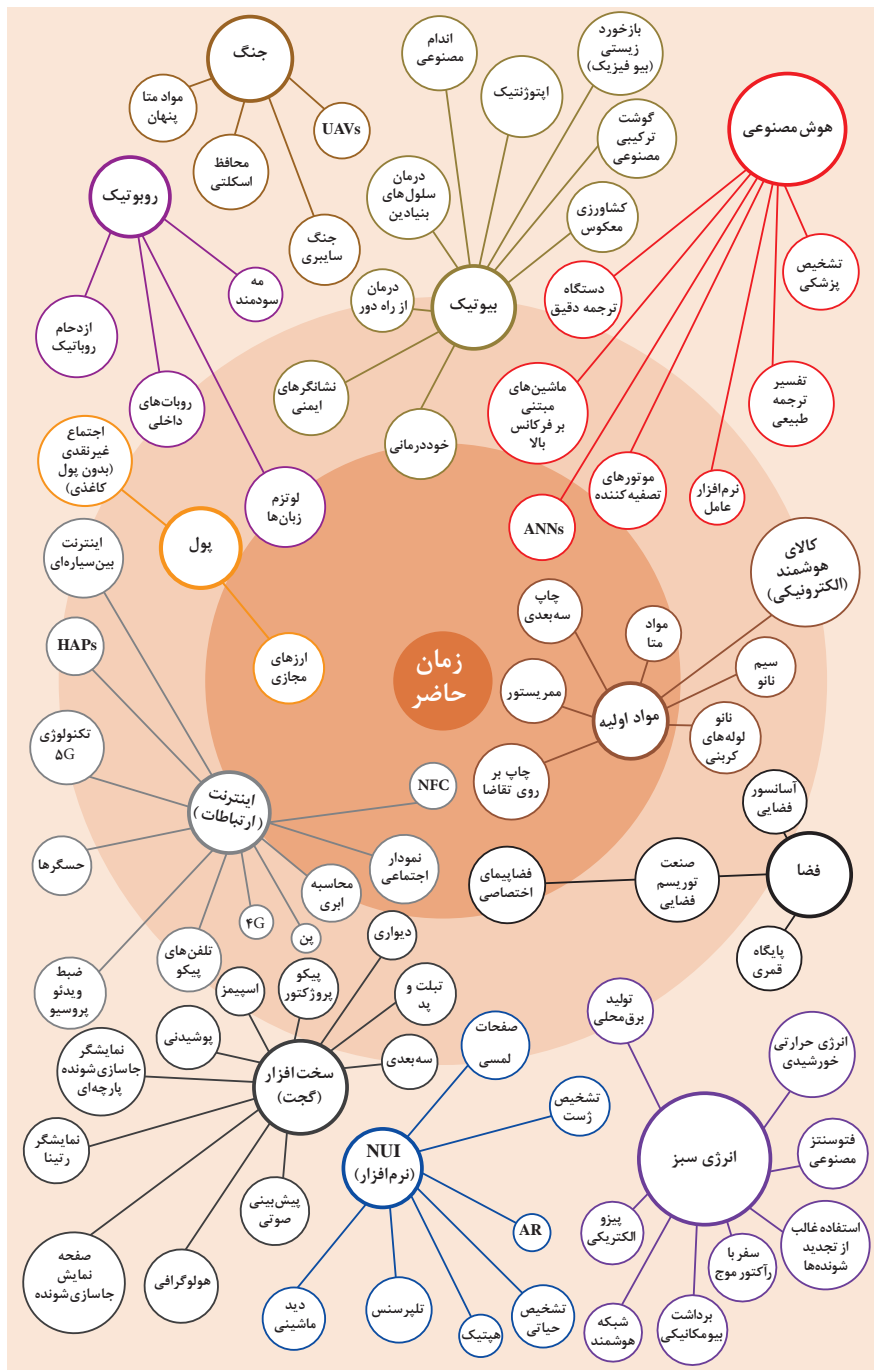 جنگ
مواد متا
پنهان
محافظ
اسکلتی
جنگ
سایبری
UAVs
روبوتیک
مه
سودمند
ازدحام
روباتیک
روبات‌های
داخلی
لوتزم
زبان‌ها
بیوتیک
اندام
مصنوعی
اپتوژنتیک
بازخورد
زیستی
(بیو فیزیک)
گوشت
ترکیبی
مصنوعی
کشاورزی
معکوس
درمان
سلول‌های
بنیادین
درمان
از راه دور
نشانگرهای
ایمنی
خوددرمانی
هوش مصنوعی
تشخیص
پزشکی
دستگاه
ترجمه دقیق
ماشین‌های
مبتنی
بر فرکانس
بالا
تفسیر
ترجمه
طبیعی
نرم‌افزار
عامل
موتورهای
تصفیه‌کننده
ANNs
پول
اجتماع
غیرنقدی
(بدون پول
کاغذی)
ارزهای
مجازی
زمان
حاضر
مواد اولیه
کالای
هوشمند
(الکترونیکی)
مواد
متا
چاپ
سه‌بعدی
سیم
نانو
ممریستور
نانو
لوله‌های
کربنی
چاپ بر
روی تقاضا
اینترنت
(ارتباطات)
اینترنت
بین‌سیاره‌ای
HAPs
تکنولوژی
۵G
حسگرها
ضبط
ویدئو
پروسیو
تلفن‌های
پیکو
۴G
پن
محاسبه
ابری
نمودار
اجتماعی
NFC
فضا
آسانسور
فضایی
صنعت
توریسم
فضایی
فضاپیمای
اختصاصی
پایگاه
قمری
سخت‌افزار
(گجت)
دیواری
پیکو
پروژکتور
اسپیمز
تبلت و
پد
پوشیدنی
سه‌بعدی
نمایشگر
جاسازی‌شونده
پارچه‌ای
نمایشگر
رتینا
پیش‌بینی
صوتی
هولوگرافی
صفحه
نمایش
جاسازی‌شونده
NUI
(نرم‌افزار)
صفحات
لمسی
تشخیص
ژست
AR
تشخیص
حیاتی
هپتیک
تلپرسنس
دید
ماشینی
انرژی سبز
تولید
برق‌محلی
انرژی حرارتی
خورشیدی
فتوسنتز
مصنوعی
استفاده غالب
از تجدید
شونده‌ها
سفر با
رآکتور موج
برداشت
بیومکانیکی
شبکه
هوشمند
پیزو
الکتریکی